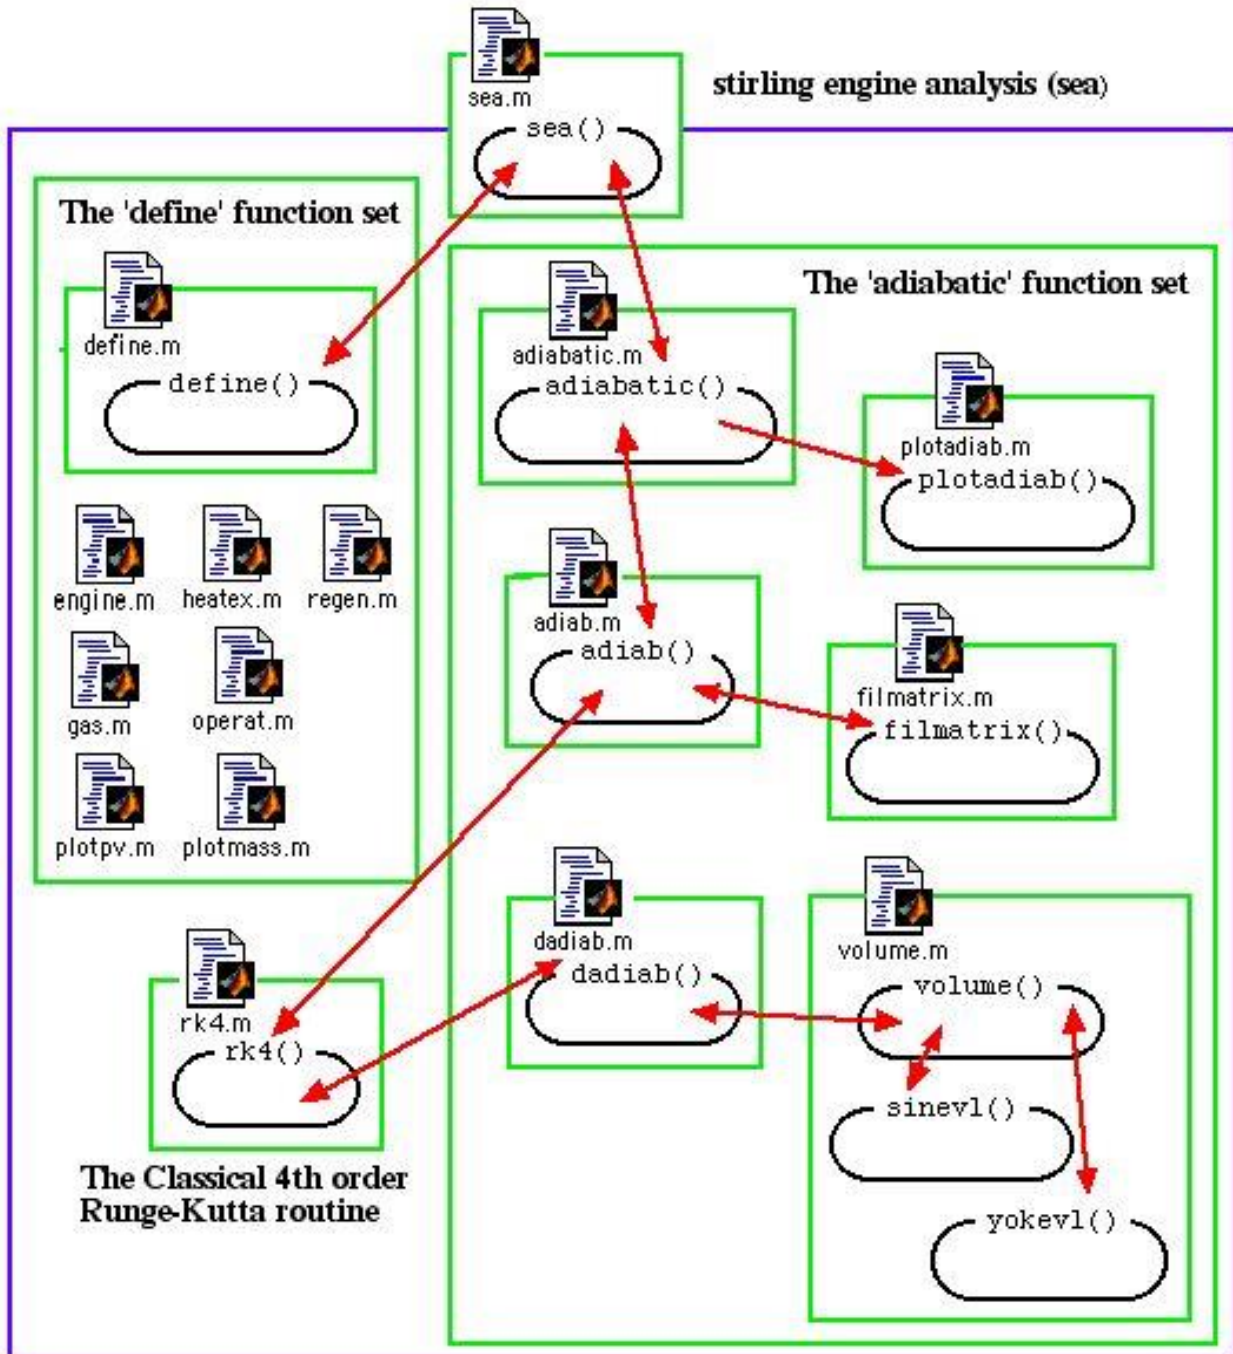 sea.m
stirling engine analysis (sea)
sea()
The 'define' function set
define.m
define()
engine.m heatex.m regen.m
gas.m operat.m
plotpv.m plotmass.m
The 'adiabatic' function set
adiabatic.m
adiabatic()
plotadiab.m
plotadiab()
adiab.m
adiab()
filmatrix.m
filmatrix()
dadiab.m
dadiab()
volume.m
volume()
sinevl()
yokevl()
rk4.m
rk4()
The Classical 4th order
Runge-Kutta routine